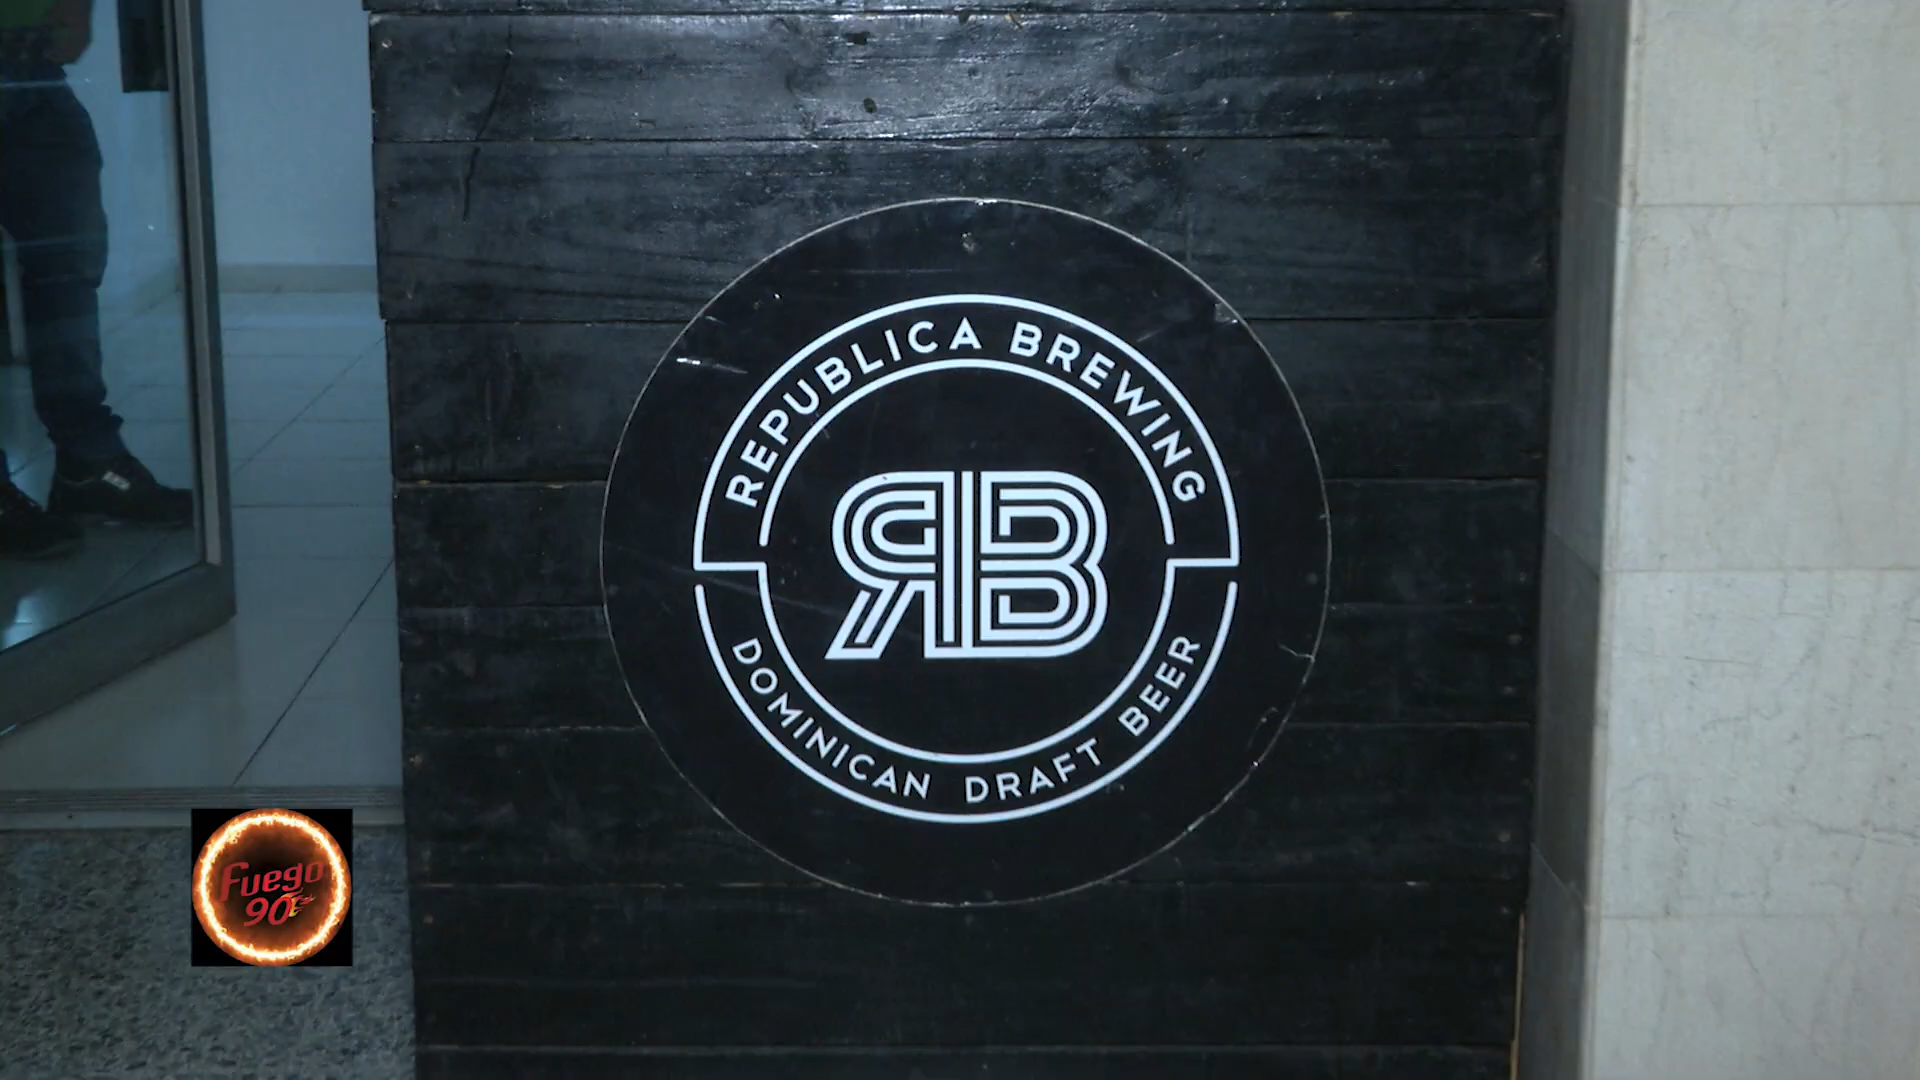 REPUBLICA BREWING
RB
DOMINICAN DRAFT BEER
Fuego
90